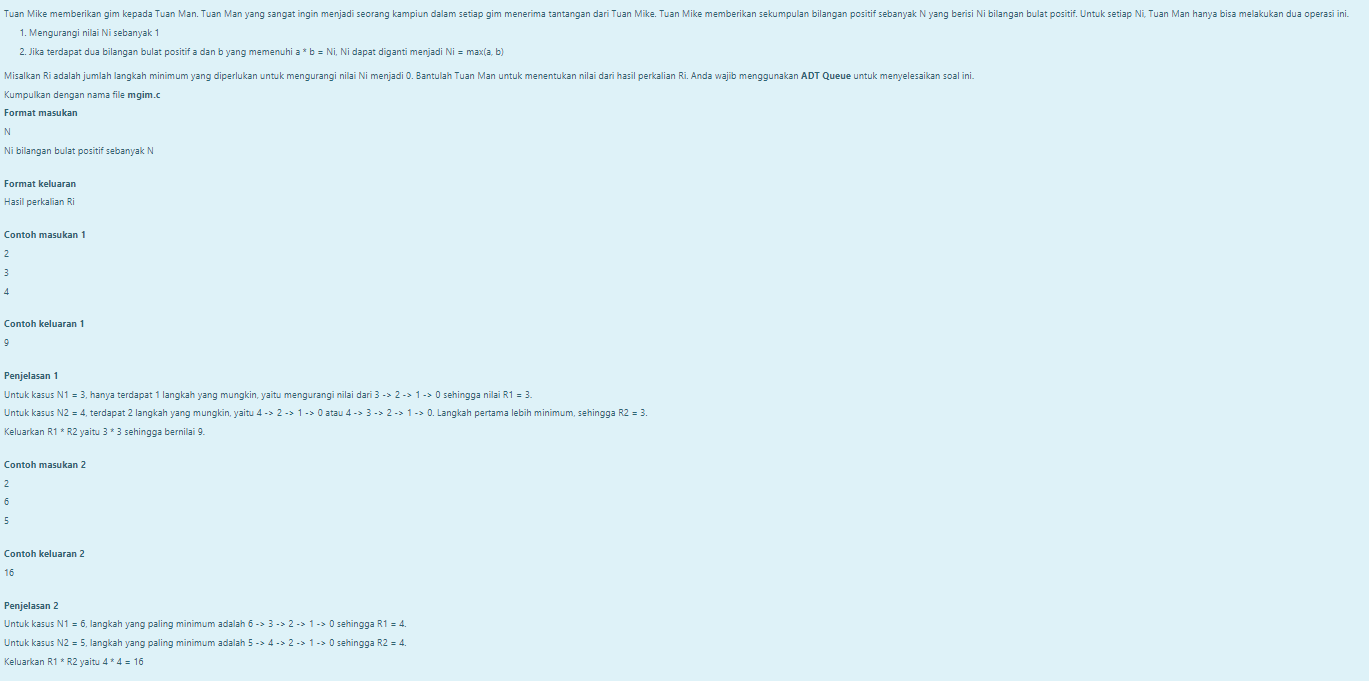 Tuan Mike memberikan gim kepada Tuan Man. Tuan Man yang sangat ingin menjadi seorang kampiun dalam setiap gim menerima tantangan dari Tuan Mike. Tuan Mike memberikan sekumpulan bilangan positif sebanyak N yang berisi Ni bilangan bulat positif. Untuk setiap Ni, Tuan Man hanya bisa melakukan dua operasi ini.
1. Mengurangi nilai Ni sebanyak 1
2. Jika terdapat dua bilangan bulat positif a dan b yang memenuhi a * b = Ni, Ni dapat diganti menjadi Ni = max(a, b)
Misalkan Ri adalah jumlah langkah minimum yang diperlukan untuk mengurangi nilai Ni menjadi 0. Bantulah Tuan Man untuk menentukan nilai dari hasil perkalian Ri. Anda wajib menggunakan ADT Queue untuk menyelesaikan soal ini.
Kumpulkan dengan nama file mgim.c
Format masukan
N
Ni bilangan bulat positif sebanyak N
Format keluaran
Hasil perkalian Ri
Contoh masukan 1
2
3
4
Contoh keluaran 1
9
Penjelasan 1
Untuk kasus N1 = 3, hanya terdapat 1 langkah yang mungkin, yaitu mengurangi nilai dari 3 -> 2 -> 1 -> 0 sehingga nilai R1 = 3.
Untuk kasus N2 = 4, terdapat 2 langkah yang mungkin, yaitu 4 -> 2 -> 1 -> 0 atau 4 -> 3 -> 2 -> 1 -> 0. Langkah pertama lebih minimum, sehingga R2 = 3.
Keluarkan R1 * R2 yaitu 3 * 3 sehingga bernilai 9.
Contoh masukan 2
2
6
5
Contoh keluaran 2
16
Penjelasan 2
Untuk kasus N1 = 6, langkah yang paling minimum adalah 6 -> 3 -> 2 -> 1 -> 0 sehingga R1 = 4.
Untuk kasus N2 = 5, langkah yang paling minimum adalah 5 -> 4 -> 2 -> 1 -> 0 sehingga R2 = 4.
Keluarkan R1 * R2 yaitu 4 * 4 = 16